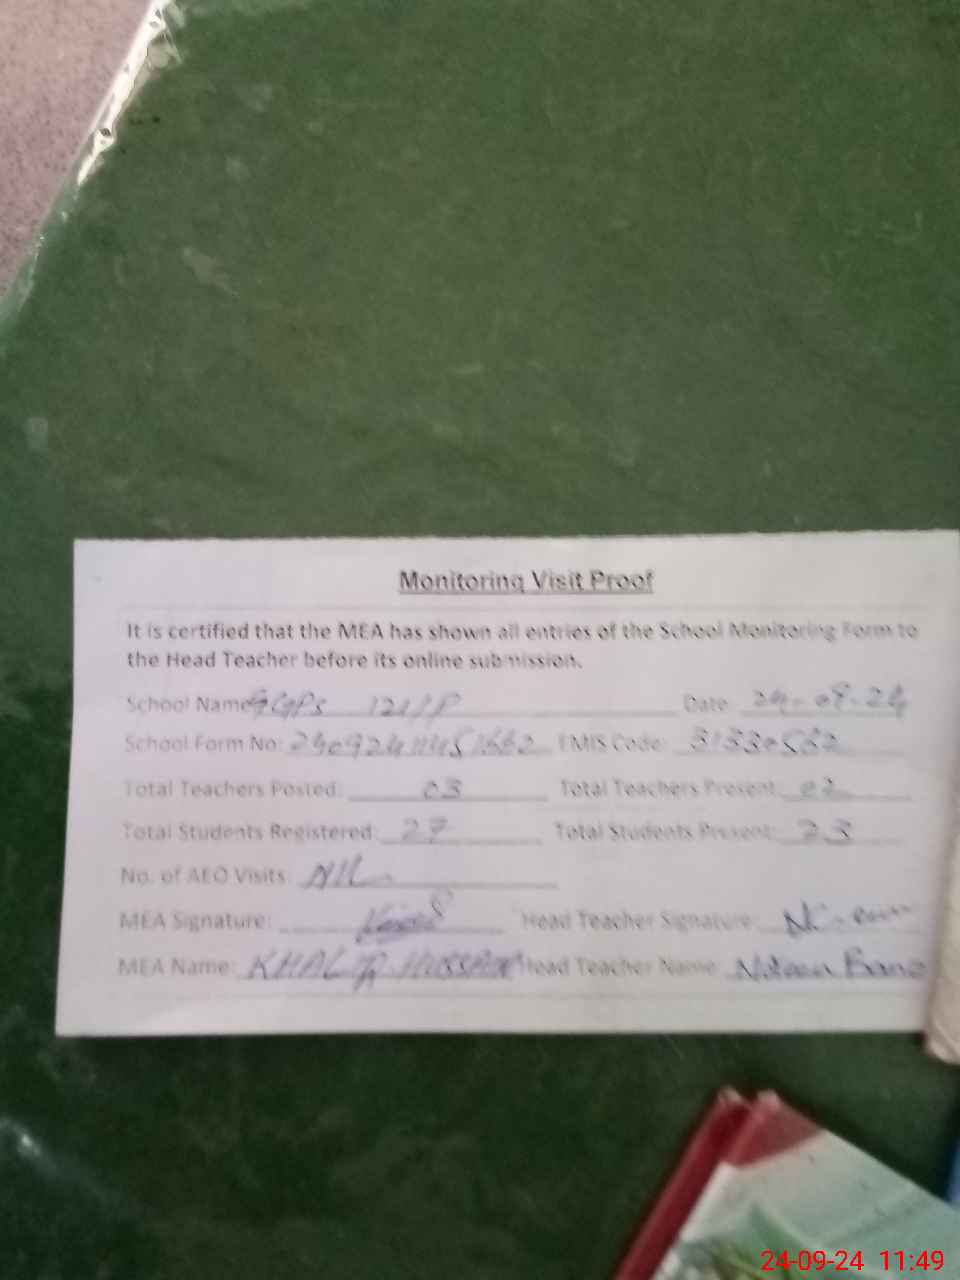 Monitoring Visit Proof
It is certified that the MEA has shown all entries of the School Monitoring Form to
the Head Teacher before its online submission.
School Name GGPS 121/P Date: 24-09-24
School Form No: EMIS Code: 31330562
Total Teachers Posted: 03 Total Teachers Present: 02
Total Students Registered: 27 Total Students Present: 23
No. of AEO Visits: NIL
MEA Signature: Head Teacher Signature:
MEA Name: KHALID HUSSAIN Head Teacher Name: Bano
24-09-24 11:49